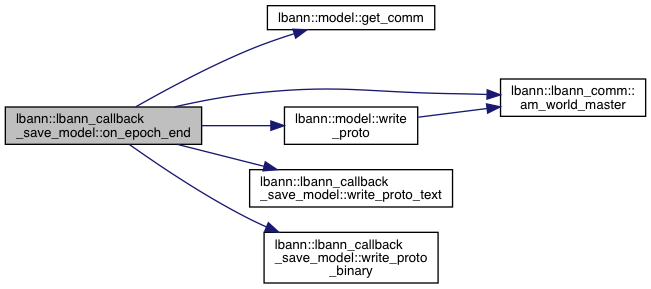 lbann::model::get_comm
lbann::lbann_comm::
am_world_master
lbann::lbann_callback
_save_model::on_epoch_end
lbann::model::write
_proto
lbann::lbann_callback
_save_model::write_proto_text
lbann::lbann_callback
_save_model::write_proto
_binary